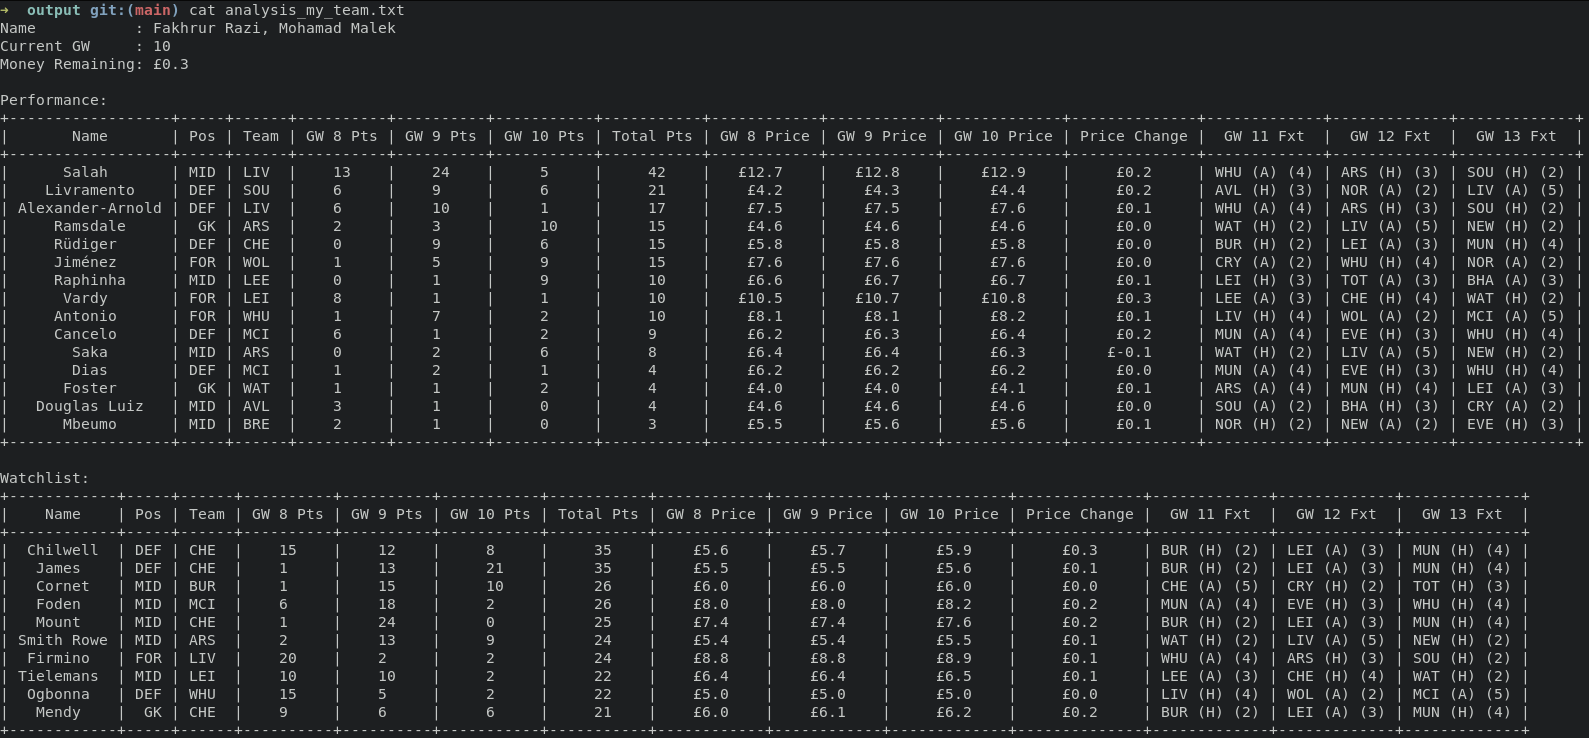 ➜  output git:(main) cat analysis_my_team.txt
Name           : Fakhrur Razi, Mohamad Malek
Current GW     : 10
Money Remaining: £0.3

Performance:
+------------------+-----+------+----------+----------+-----------+-----------+------------+------------+-------------+--------------+-------------+-------------+-------------+
|       Name       | Pos | Team | GW 8 Pts | GW 9 Pts | GW 10 Pts | Total Pts | GW 8 Price | GW 9 Price | GW 10 Price | Price Change |  GW 11 Fxt  |  GW 12 Fxt  |  GW 13 Fxt  |
+------------------+-----+------+----------+----------+-----------+-----------+------------+------------+-------------+--------------+-------------+-------------+-------------+
|      Salah       | MID | LIV  |    13    |    24    |     5     |     42    |   £12.7    |   £12.8    |    £12.9    |     £0.2     | WHU (A) (4) | ARS (H) (3) | SOU (H) (2) |
|    Livramento    | DEF | SOU  |    6     |    9     |     6     |     21    |    £4.2    |    £4.3    |     £4.4    |     £0.2     | AVL (H) (3) | NOR (A) (2) | LIV (A) (5) |
| Alexander-Arnold | DEF | LIV  |    6     |    10    |     1     |     17    |    £7.5    |    £7.5    |     £7.6    |     £0.1     | WHU (A) (4) | ARS (H) (3) | SOU (H) (2) |
|     Ramsdale     |  GK | ARS  |    2     |    3     |     10    |     15    |    £4.6    |    £4.6    |     £4.6    |     £0.0     | WAT (H) (2) | LIV (A) (5) | NEW (H) (2) |
|     Rüdiger      | DEF | CHE  |    0     |    9     |     6     |     15    |    £5.8    |    £5.8    |     £5.8    |     £0.0     | BUR (H) (2) | LEI (A) (3) | MUN (H) (4) |
|     Jiménez      | FOR | WOL  |    1     |    5     |     9     |     15    |    £7.6    |    £7.6    |     £7.6    |     £0.0     | CRY (A) (2) | WHU (H) (4) | NOR (A) (2) |
|     Raphinha     | MID | LEE  |    0     |    1     |     9     |     10    |    £6.6    |    £6.7    |     £6.7    |     £0.1     | LEI (H) (3) | TOT (A) (3) | BHA (A) (3) |
|      Vardy       | FOR | LEI  |    8     |    1     |     1     |     10    |   £10.5    |   £10.7    |    £10.8    |     £0.3     | LEE (A) (3) | CHE (H) (4) | WAT (H) (2) |
|     Antonio      | FOR | WHU  |    1     |    7     |     2     |     10    |    £8.1    |    £8.1    |     £8.2    |     £0.1     | LIV (H) (4) | WOL (A) (2) | MCI (A) (5) |
|     Cancelo      | DEF | MCI  |    6     |    1     |     2     |     9     |    £6.2    |    £6.3    |     £6.4    |     £0.2     | MUN (A) (4) | EVE (H) (3) | WHU (H) (4) |
|       Saka       | MID | ARS  |    0     |    2     |     6     |     8     |    £6.4    |    £6.4    |     £6.3    |    £-0.1     | WAT (H) (2) | LIV (A) (5) | NEW (H) (2) |
|       Dias       | DEF | MCI  |    1     |    2     |     1     |     4     |    £6.2    |    £6.2    |     £6.2    |     £0.0     | MUN (A) (4) | EVE (H) (3) | WHU (H) (4) |
|      Foster      |  GK | WAT  |    1     |    1     |     2     |     4     |    £4.0    |    £4.0    |     £4.1    |     £0.1     | ARS (A) (4) | MUN (H) (4) | LEI (A) (3) |
|   Douglas Luiz   | MID | AVL  |    3     |    1     |     0     |     4     |    £4.6    |    £4.6    |     £4.6    |     £0.0     | SOU (A) (2) | BHA (H) (3) | CRY (A) (2) |
|      Mbeumo      | MID | BRE  |    2     |    1     |     0     |     3     |    £5.5    |    £5.6    |     £5.6    |     £0.1     | NOR (H) (2) | NEW (A) (2) | EVE (H) (3) |
+------------------+-----+------+----------+----------+-----------+-----------+------------+------------+-------------+--------------+-------------+-------------+-------------+

Watchlist:
+------------+-----+------+----------+----------+-----------+-----------+------------+------------+-------------+--------------+-------------+-------------+-------------+
|    Name    | Pos | Team | GW 8 Pts | GW 9 Pts | GW 10 Pts | Total Pts | GW 8 Price | GW 9 Price | GW 10 Price | Price Change |  GW 11 Fxt  |  GW 12 Fxt  |  GW 13 Fxt  |
+------------+-----+------+----------+----------+-----------+-----------+------------+------------+-------------+--------------+-------------+-------------+-------------+
|  Chilwell  | DEF | CHE  |    15    |    12    |     8     |     35    |    £5.6    |    £5.7    |     £5.9    |     £0.3     | BUR (H) (2) | LEI (A) (3) | MUN (H) (4) |
|   James    | DEF | CHE  |    1     |    13    |     21    |     35    |    £5.5    |    £5.5    |     £5.6    |     £0.1     | BUR (H) (2) | LEI (A) (3) | MUN (H) (4) |
|   Cornet   | MID | BUR  |    1     |    15    |     10    |     26    |    £6.0    |    £6.0    |     £6.0    |     £0.0     | CHE (A) (5) | CRY (H) (2) | TOT (H) (3) |
|   Foden    | MID | MCI  |    6     |    18    |     2     |     26    |    £8.0    |    £8.0    |     £8.2    |     £0.2     | MUN (A) (4) | EVE (H) (3) | WHU (H) (4) |
|   Mount    | MID | CHE  |    1     |    24    |     0     |     25    |    £7.4    |    £7.4    |     £7.6    |     £0.2     | BUR (H) (2) | LEI (A) (3) | MUN (H) (4) |
| Smith Rowe | MID | ARS  |    2     |    13    |     9     |     24    |    £5.4    |    £5.4    |     £5.5    |     £0.1     | WAT (H) (2) | LIV (A) (5) | NEW (H) (2) |
|  Firmino   | FOR | LIV  |    20    |    2     |     2     |     24    |    £8.8    |    £8.8    |     £8.9    |     £0.1     | WHU (A) (4) | ARS (H) (3) | SOU (H) (2) |
| Tielemans  | MID | LEI  |    10    |    10    |     2     |     22    |    £6.4    |    £6.4    |     £6.5    |     £0.1     | LEE (A) (3) | CHE (H) (4) | WAT (H) (2) |
|  Ogbonna   | DEF | WHU  |    15    |    5     |     2     |     22    |    £5.0    |    £5.0    |     £5.0    |     £0.0     | LIV (H) (4) | WOL (A) (2) | MCI (A) (5) |
|   Mendy    |  GK | CHE  |    9     |    6     |     6     |     21    |    £6.0    |    £6.1    |     £6.2    |     £0.2     | BUR (H) (2) | LEI (A) (3) | MUN (H) (4) |
+------------+-----+------+----------+----------+-----------+-----------+------------+------------+-------------+--------------+-------------+-------------+-------------+